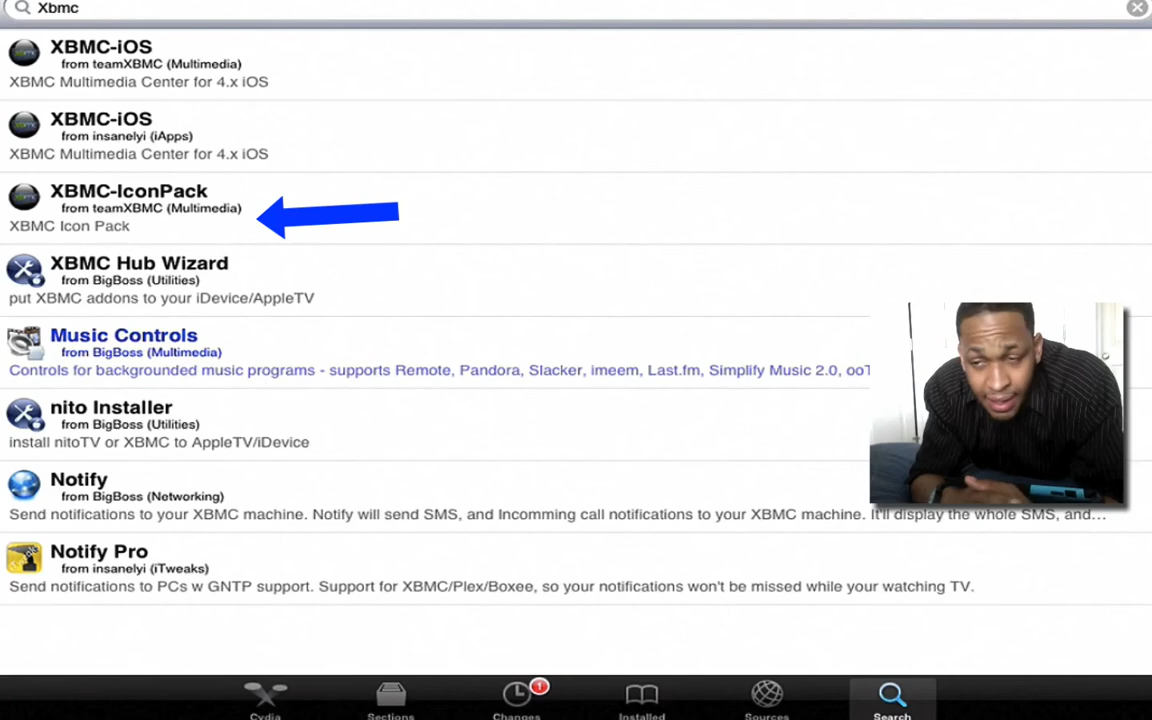 Xbmc
XBMC-iOS
from teamXBMC (Multimedia)
XBMC Multimedia Center for 4.x iOS
XBMC-iOS
from insanelyi (iApps)
XBMC Multimedia Center for 4.x iOS
XBMC-IconPack
from teamXBMC (Multimedia)
XBMC Icon Pack
XBMC Hub Wizard
from BigBoss (Utilities)
put XBMC addons to your iDevice/AppleTV
Music Controls
from BigBoss (Multimedia)
Controls for backgrounded music programs - supports Remote, Pandora, Slacker, imeem, Last.fm, Simplify Music 2.0, ooT
nito Installer
from BigBoss (Utilities)
install nitoTV or XBMC to AppleTV/iDevice
Notify
from BigBoss (Networking)
Send notifications to your XBMC machine. Notify will send SMS, and Incomming call notifications to your XBMC machine. It'll display the whole SMS, and...
Notify Pro
from insanelyi (iTweaks)
Send notifications to PCs w GNTP support. Support for XBMC/Plex/Boxee, so your notifications won't be missed while your watching TV.
1
Cydia Sections Changes Installed Sources Search